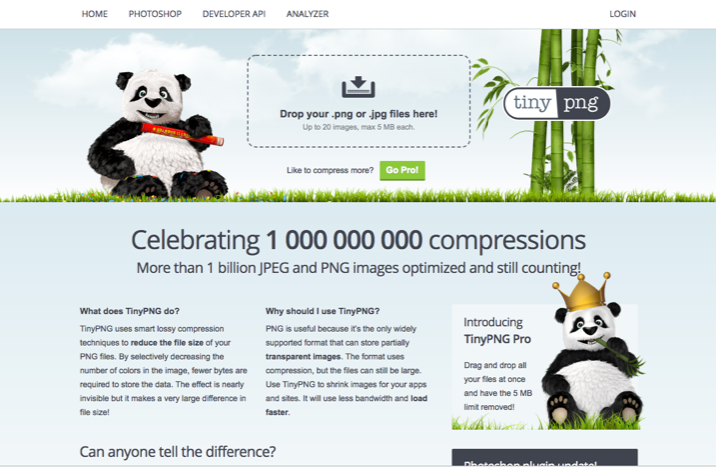 HOME PHOTOSHOP DEVELOPER API ANALYZER LOGIN
Drop your .png or .jpg files here!
Up to 20 images, max 5 MB each.
tiny png
Like to compress more? Go Pro!
Celebrating 1 000 000 000 compressions
More than 1 billion JPEG and PNG images optimized and still counting!
What does TinyPNG do?
TinyPNG uses smart lossy compression
techniques to reduce the file size of your
PNG files. By selectively decreasing the
number of colors in the image, fewer bytes are
required to store the data. The effect is nearly
invisible but it makes a very large difference in
file size!
Why should I use TinyPNG?
PNG is useful because it's the only widely
supported format that can store partially
transparent images. The format uses
compression, but the files can still be large.
Use TinyPNG to shrink images for your apps
and sites. It will use less bandwidth and load
faster.
Introducing
TinyPNG Pro
Drag and drop all
your files at once
and have the 5 MB
limit removed!
Can anyone tell the difference?
Photoshop plugin update!